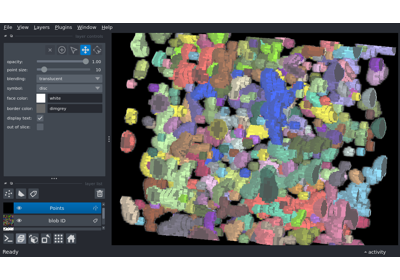 File View Layers Plugins Window Help
opacity: 1.00
point size: 10
blending: translucent
symbol: disc
face color: white
border color: dimgrey
display text:
out of slice:
Points
blob ID
Ready
activity